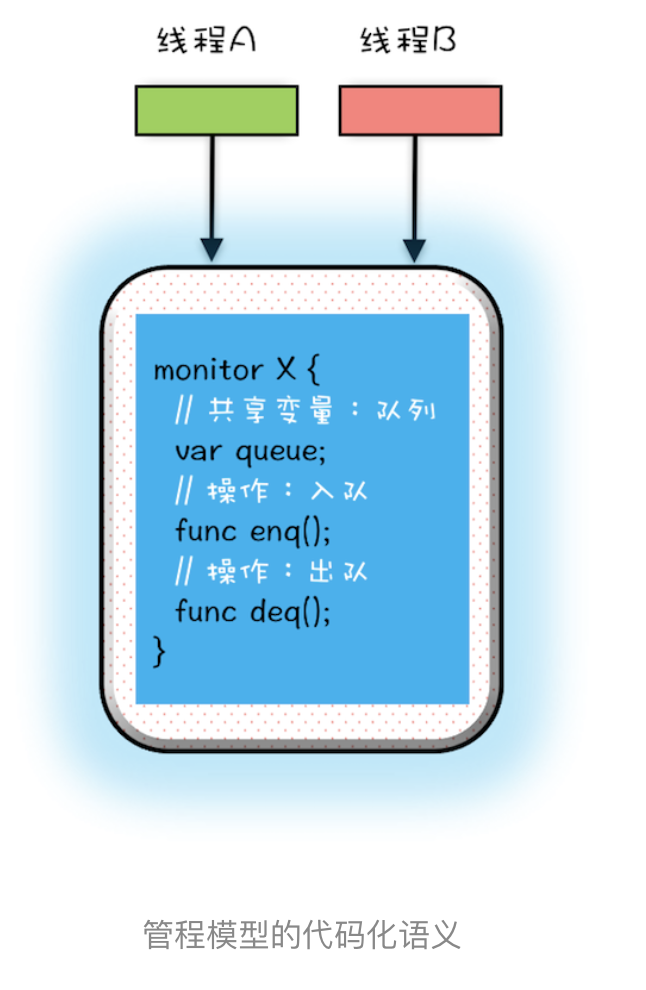 线程A 线程B
monitor X {
// 共享变量：队列
var queue;
// 操作：入队
func enq();
// 操作：出队
func deq();
}
管程模型的代码化语义